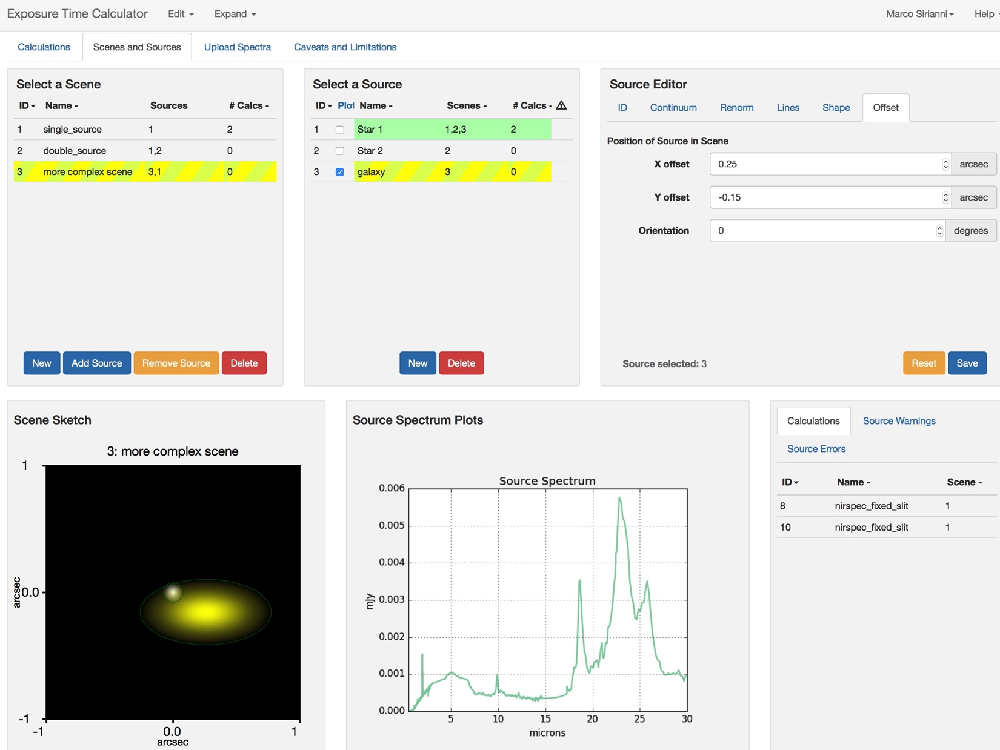 Exposure Time Calculator Edit Expand Marco Sirianni Help
Calculations Scenes and Sources Upload Spectra Caveats and Limitations
Select a Scene
ID Name - Sources # Calcs -
1 single_source 1 2
2 double_source 1,2 0
3 more complex scene 3,1 0
New Add Source Remove Source Delete
Select a Source
ID Plot Name - Scenes - # Calcs -
1 Star 1 1,2,3 2
2 Star 2 2 0
3 galaxy 3 0
New Delete
Source Editor
ID Continuum Renorm Lines Shape Offset
Position of Source in Scene
X offset 0.25 arcsec
Y offset -0.15 arcsec
Orientation 0 degrees
Source selected: 3 Reset Save
Scene Sketch
3: more complex scene
1
0.0
-1
arcsec
-1 0.0 1
arcsec
Source Spectrum Plots
Source Spectrum
0.006
0.005
0.004
0.003
0.002
0.001
0.000
mJy
5 10 15 20 25 30
microns
Calculations Source Warnings
Source Errors
ID Name - Scene -
8 nirspec_fixed_slit 1
10 nirspec_fixed_slit 1